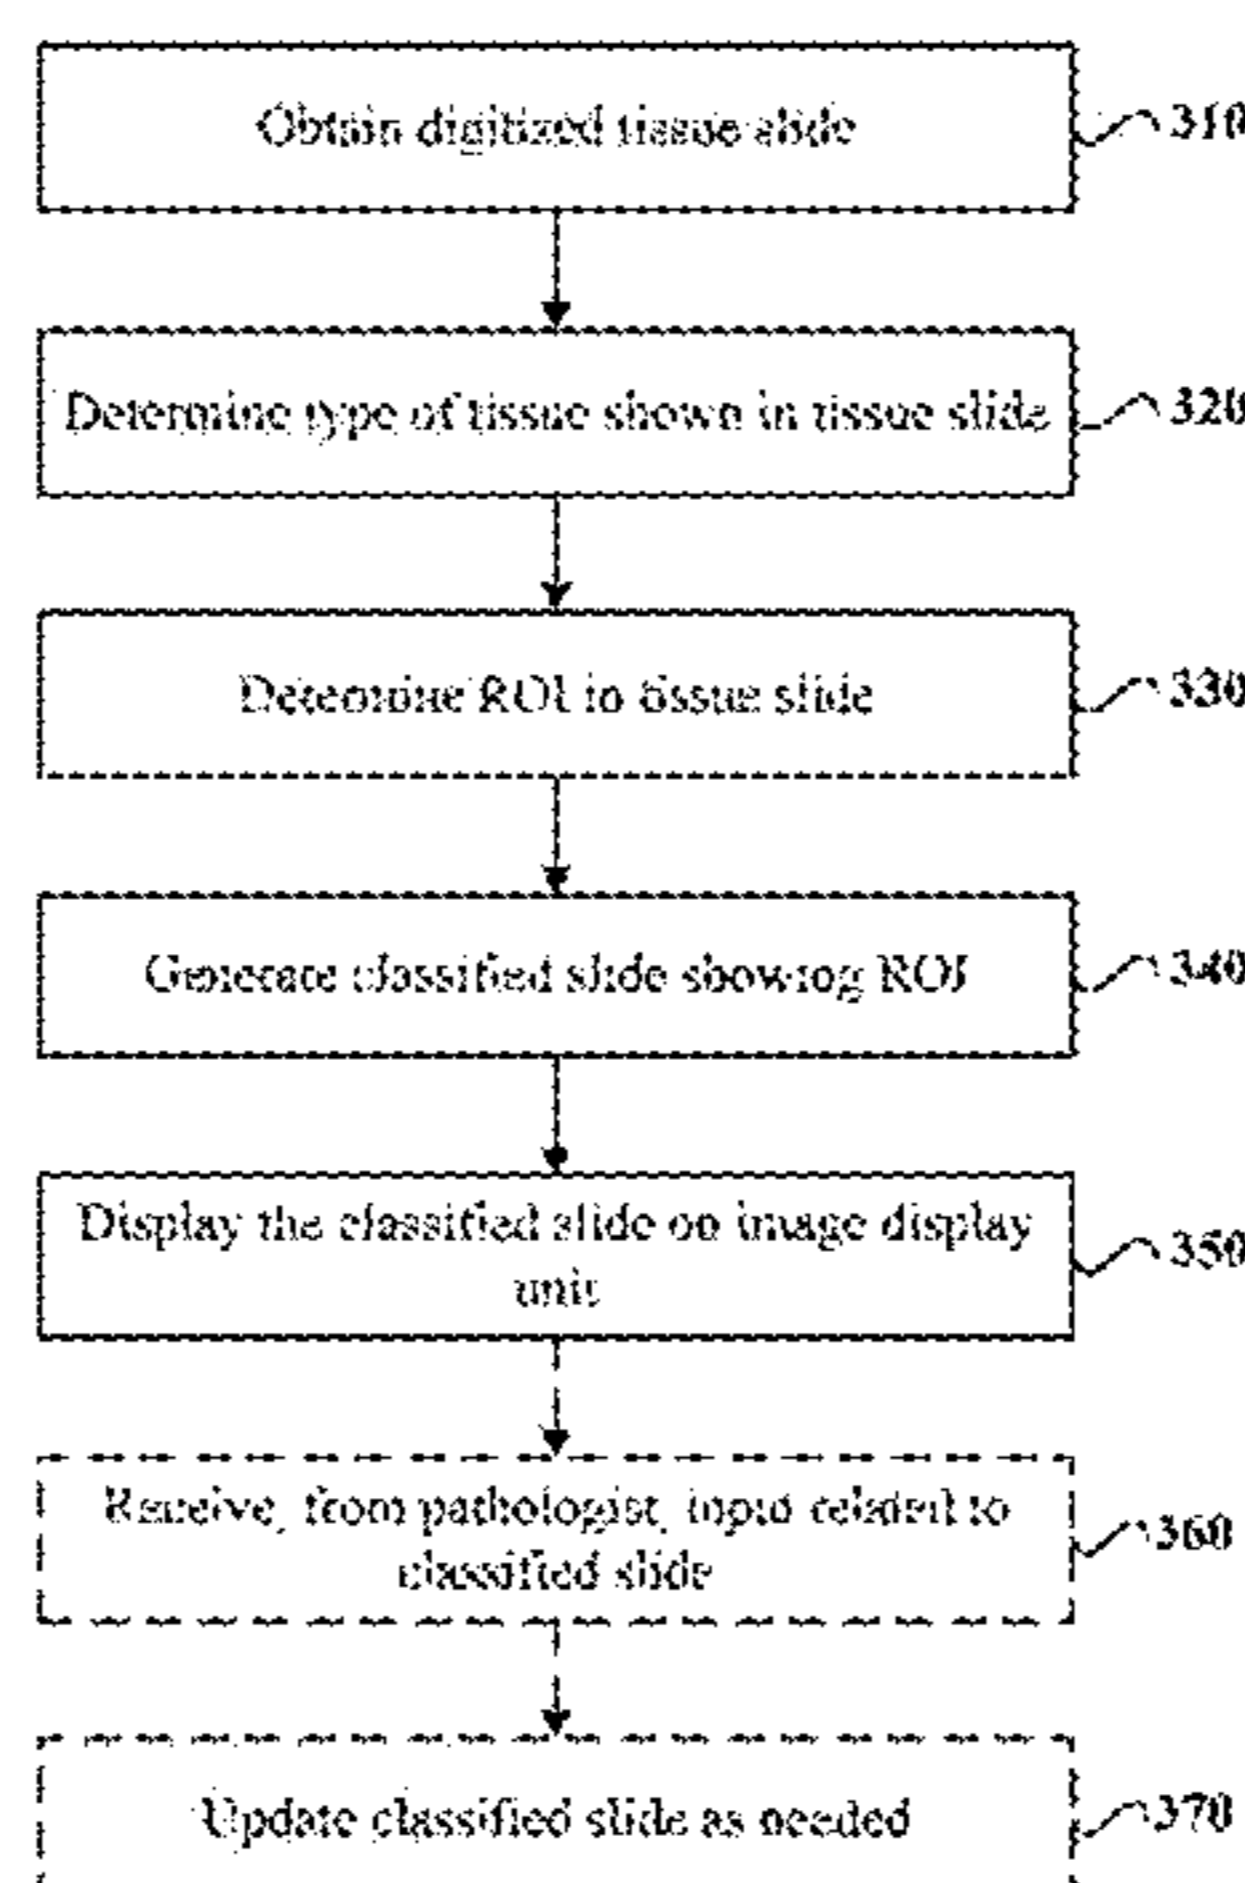 Obtain digitized tissue slide
310
Determine type of tissue shown in tissue slide
320
Determine ROI in tissue slide
330
Generate classified slide showing ROI
340
Display the classified slide on image display
unit
350
Receive, from pathologist, input related to
classified slide
360
Update classified slide as needed
370